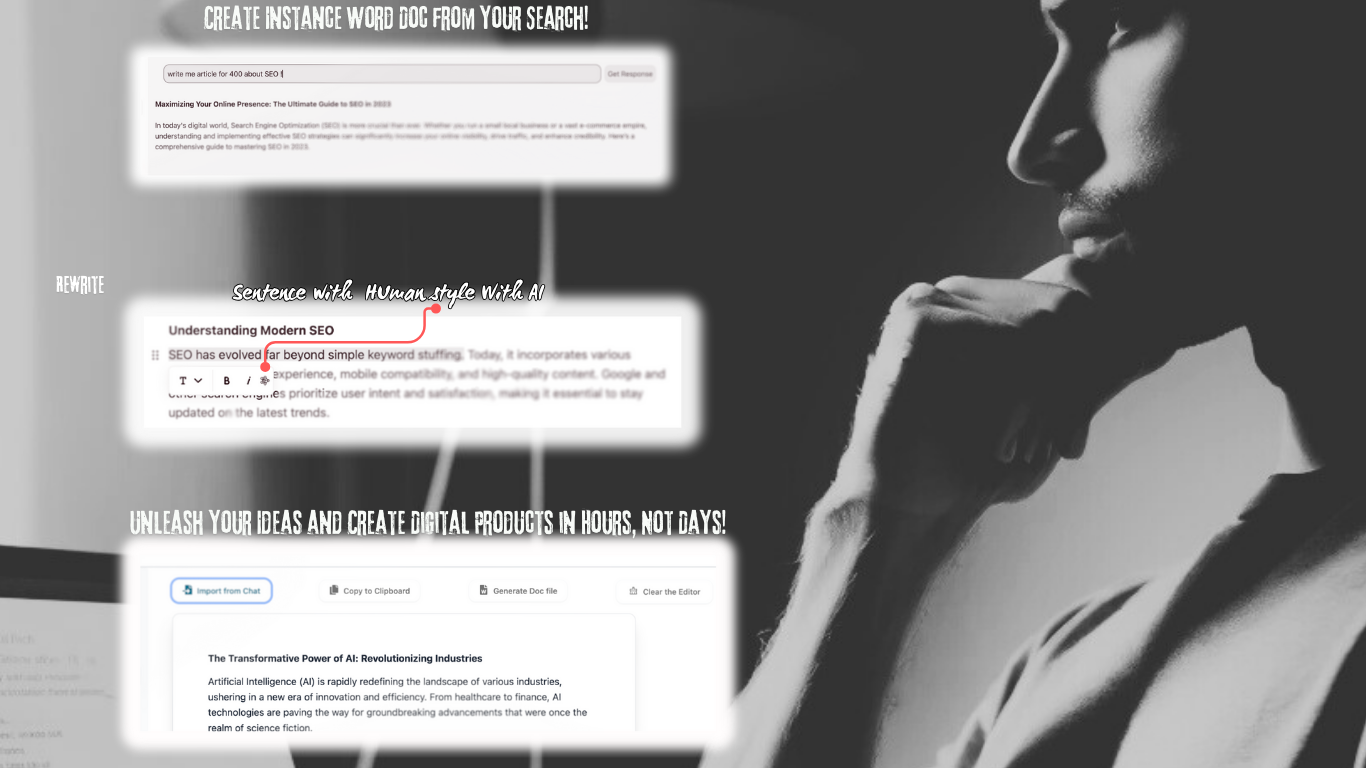 CREATE INSTANCE WORD DOC FROM YOUR SEARCH!
write me article for 400 about SEO f
Get Response
Maximizing Your Online Presence: The Ultimate Guide to SEO in 2023
In today's digital world, Search Engine Optimization (SEO) is more crucial than ever. Whether you run a small local business or a vast e-commerce empire,
understanding and implementing effective SEO strategies can significantly increase your online visibility, drive traffic, and enhance credibility. Here's a
comprehensive guide to mastering SEO in 2023.
REWRITE
Sentence with HUman style With AI
Understanding Modern SEO
SEO has evolved far beyond simple keyword stuffing. Today, it incorporates various
T B i experience, mobile compatibility, and high-quality content. Google and
other search engines prioritize user intent and satisfaction, making it essential to stay
updated on the latest trends.
UNLEASH YOUR IDEAS AND CREATE DIGITAL PRODUCTS IN HOURS, NOT DAYS!
Import from Chat
Copy to Clipboard
Generate Doc file
Clear the Editor
The Transformative Power of AI: Revolutionizing Industries
Artificial Intelligence (AI) is rapidly redefining the landscape of various industries,
ushering in a new era of innovation and efficiency. From healthcare to finance, AI
technologies are paving the way for groundbreaking advancements that were once the
realm of science fiction.